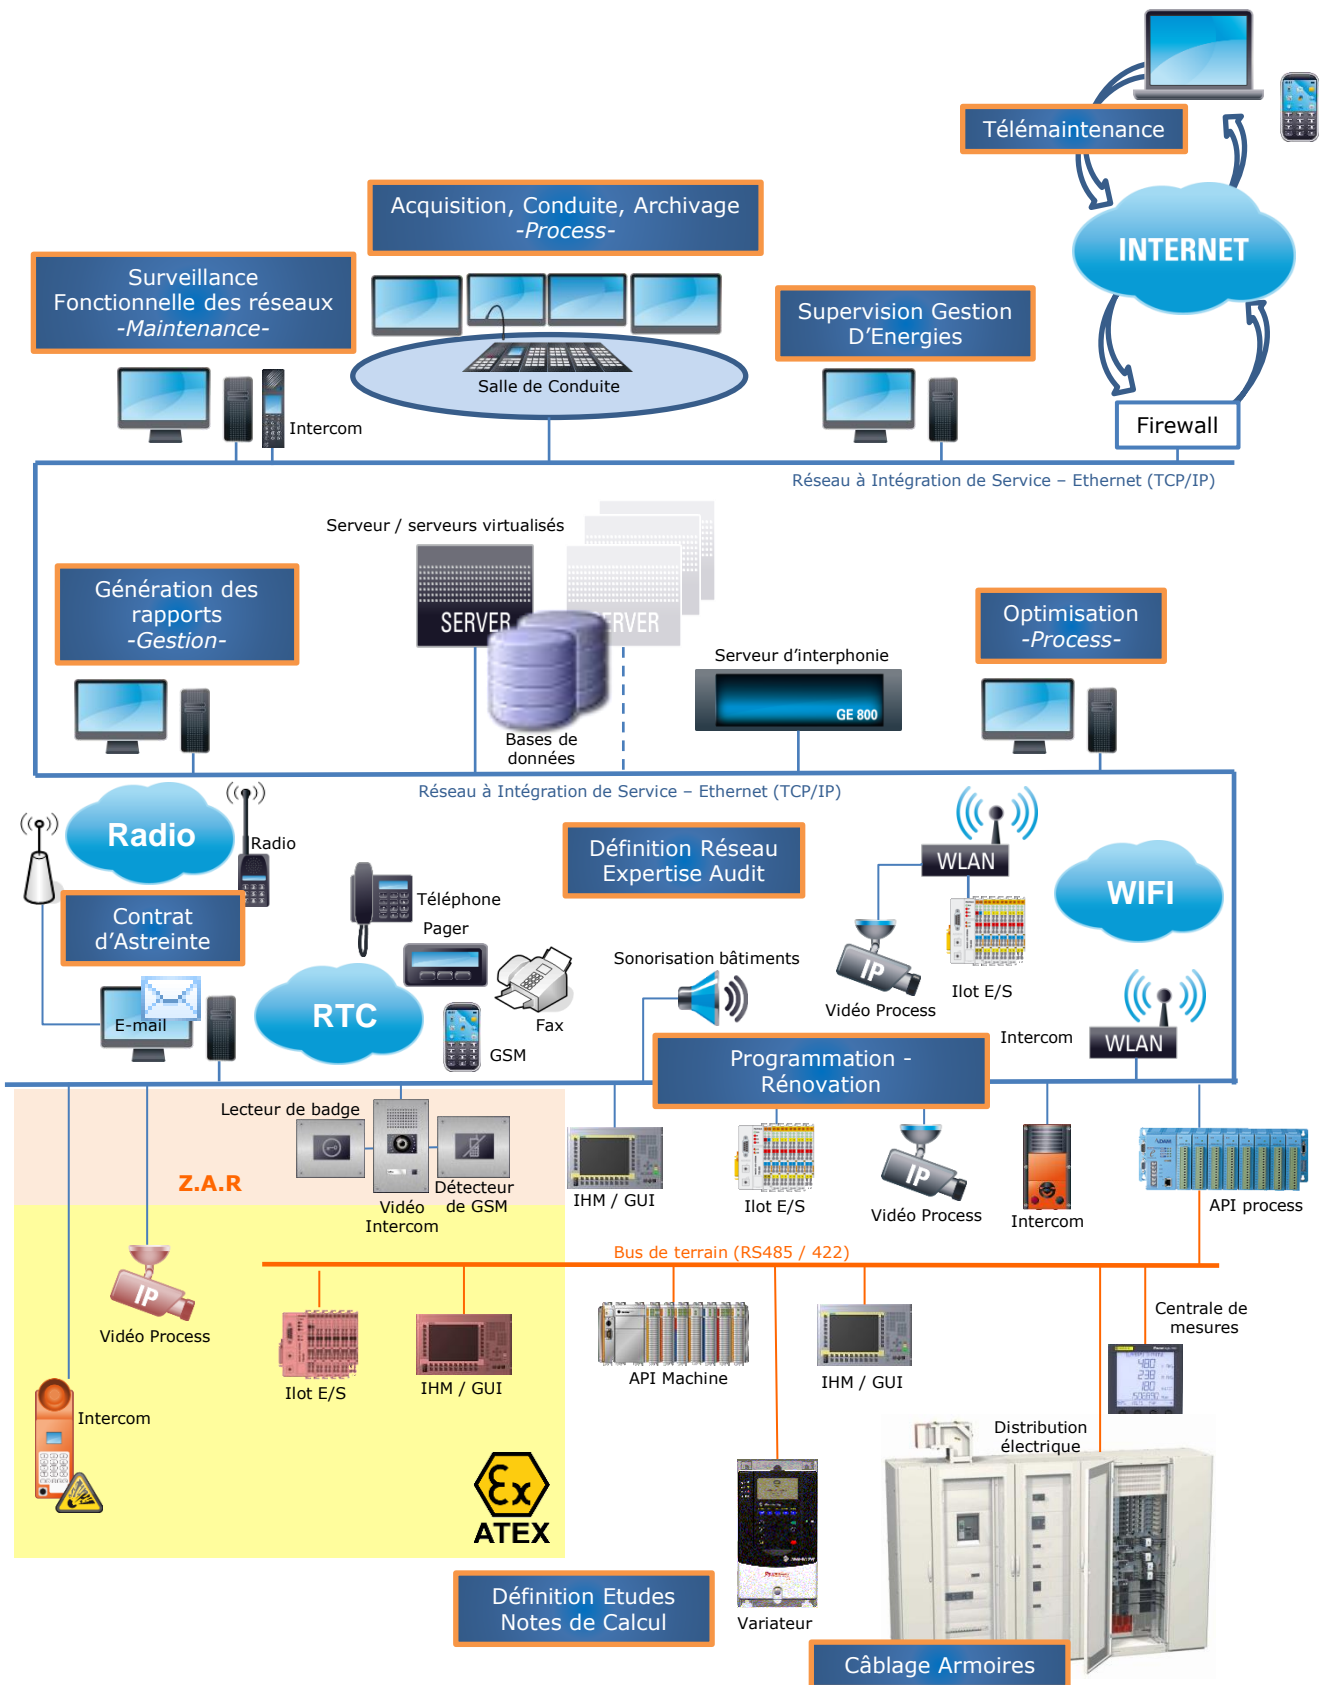 Télémaintenance
Acquisition, Conduite, Archivage
-Process-
INTERNET
Surveillance
Fonctionnelle des réseaux
-Maintenance-
Supervision Gestion
D'Energies
Salle de Conduite
Intercom
Firewall
Réseau à Intégration de Service – Ethernet (TCP/IP)
Serveur / serveurs virtualisés
SERVER
SERVER
Génération des
rapports
-Gestion-
Optimisation
-Process-
Serveur d'interphonie
GE 800
Bases de
données
Réseau à Intégration de Service – Ethernet (TCP/IP)
Radio
Radio
Définition Réseau
Expertise Audit
WLAN
WIFI
Téléphone
Pager
Contrat
d'Astreinte
Sonorisation bâtiments
IP
Ilot E/S
Vidéo Process
E-mail
RTC
Fax
GSM
Intercom
WLAN
Programmation -
Rénovation
Lecteur de badge
Z.A.R
Vidéo
Intercom
Détecteur
de GSM
IHM / GUI
Ilot E/S
IP
Vidéo Process
Intercom
ADAM
API process
Bus de terrain (RS485 / 422)
IP
Vidéo Process
Ilot E/S
IHM / GUI
API Machine
IHM / GUI
Centrale de
mesures
Intercom
Distribution
électrique
Ex
ATEX
Définition Etudes
Notes de Calcul
Variateur
Câblage Armoires